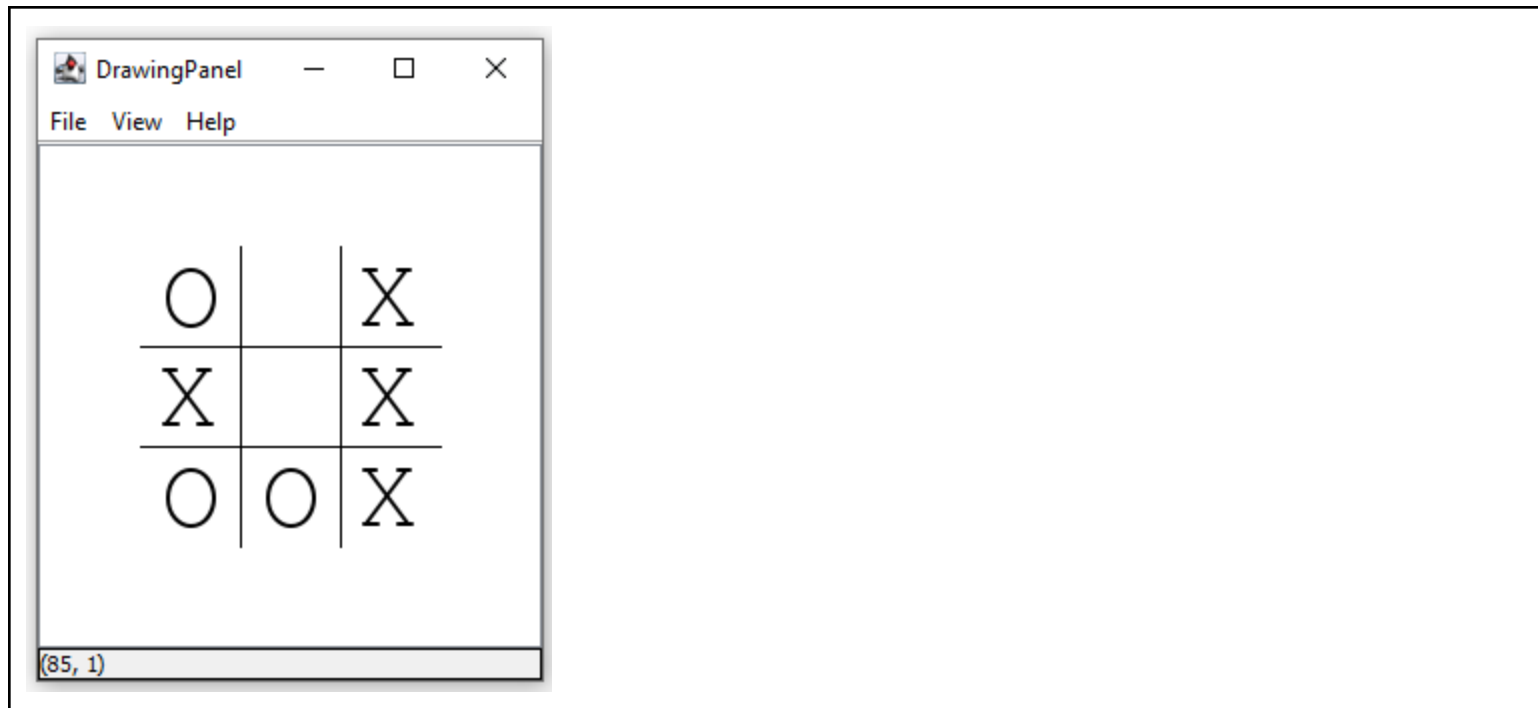 DrawingPanel
File View Help
O X
X X
O O X
(85, 1)